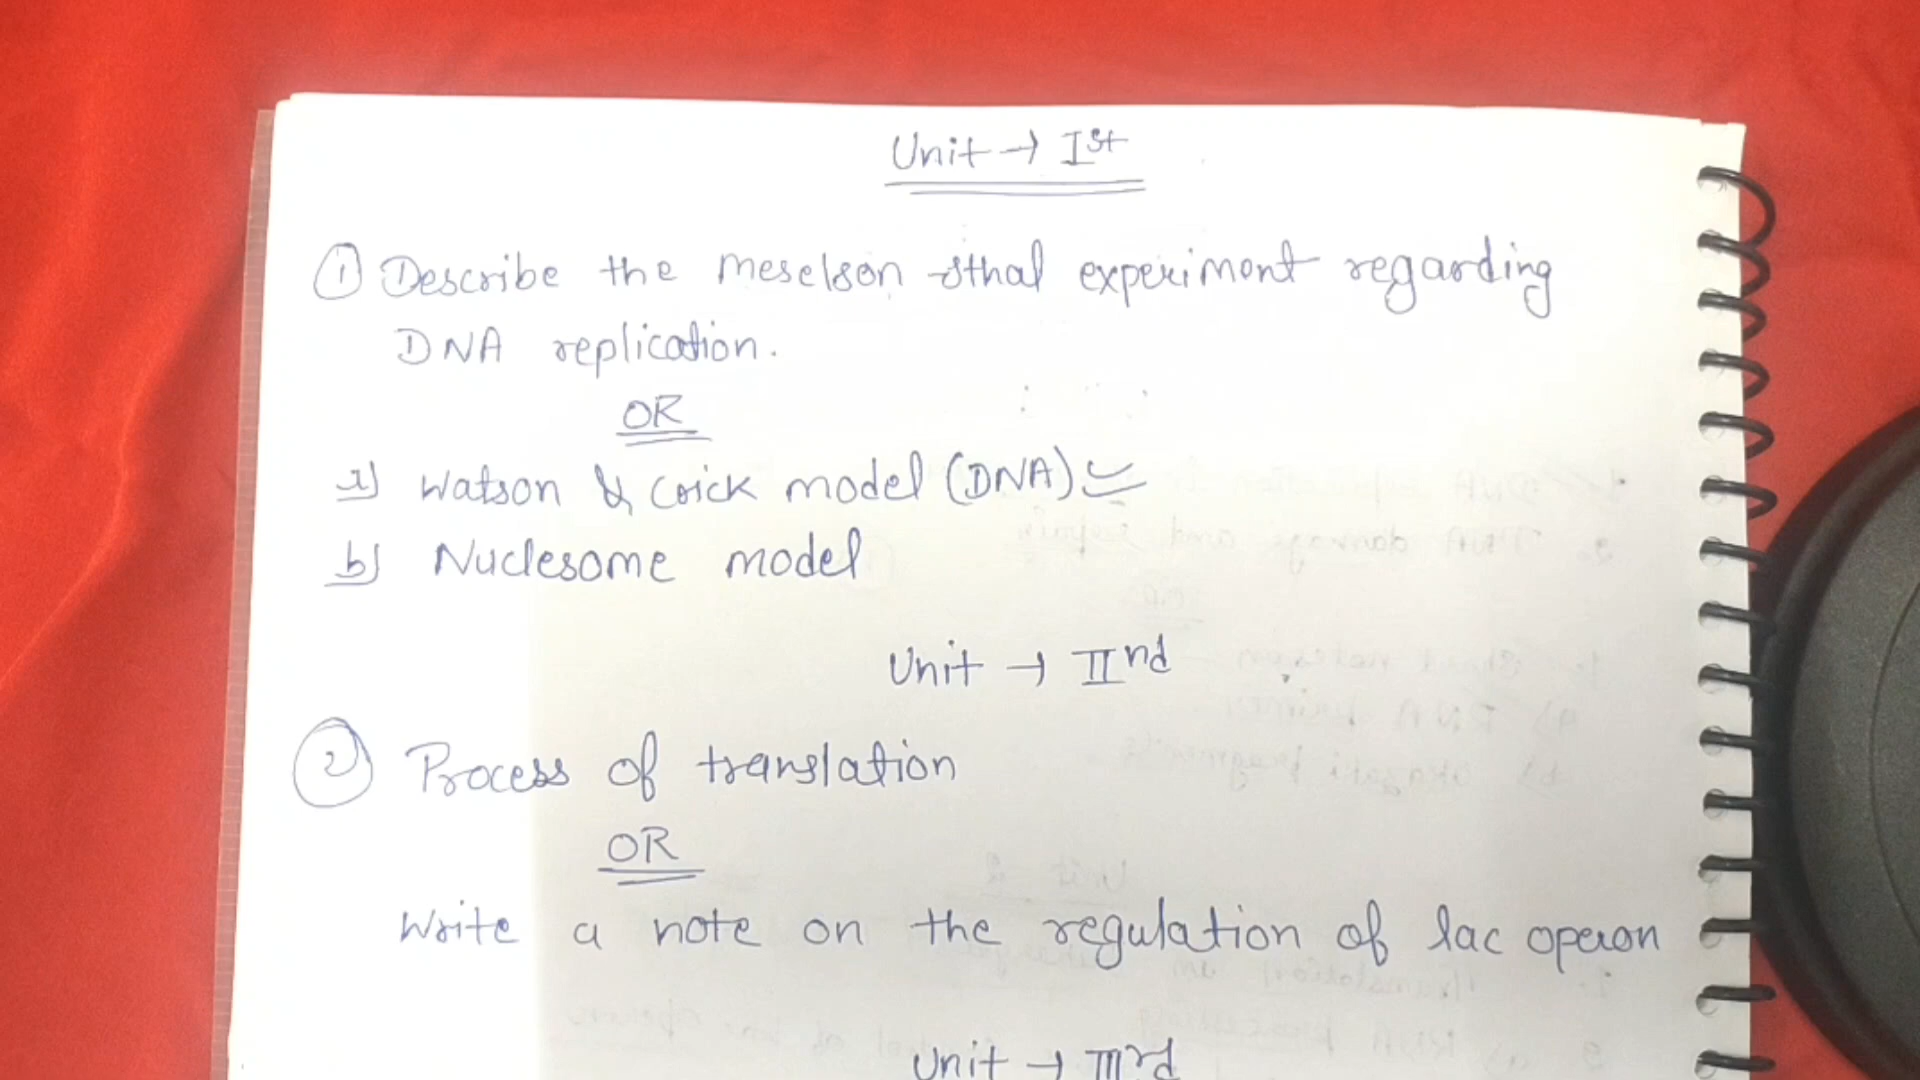 Unit → Ist
① Describe the meselson -sthal experiment regarding
DNA replication.
OR
a) Watson & Crick model (DNA)
b) Nuclesome model
Unit → IInd
② Process of translation
OR
Write a note on the regulation of lac operon
Unit → IIIrd